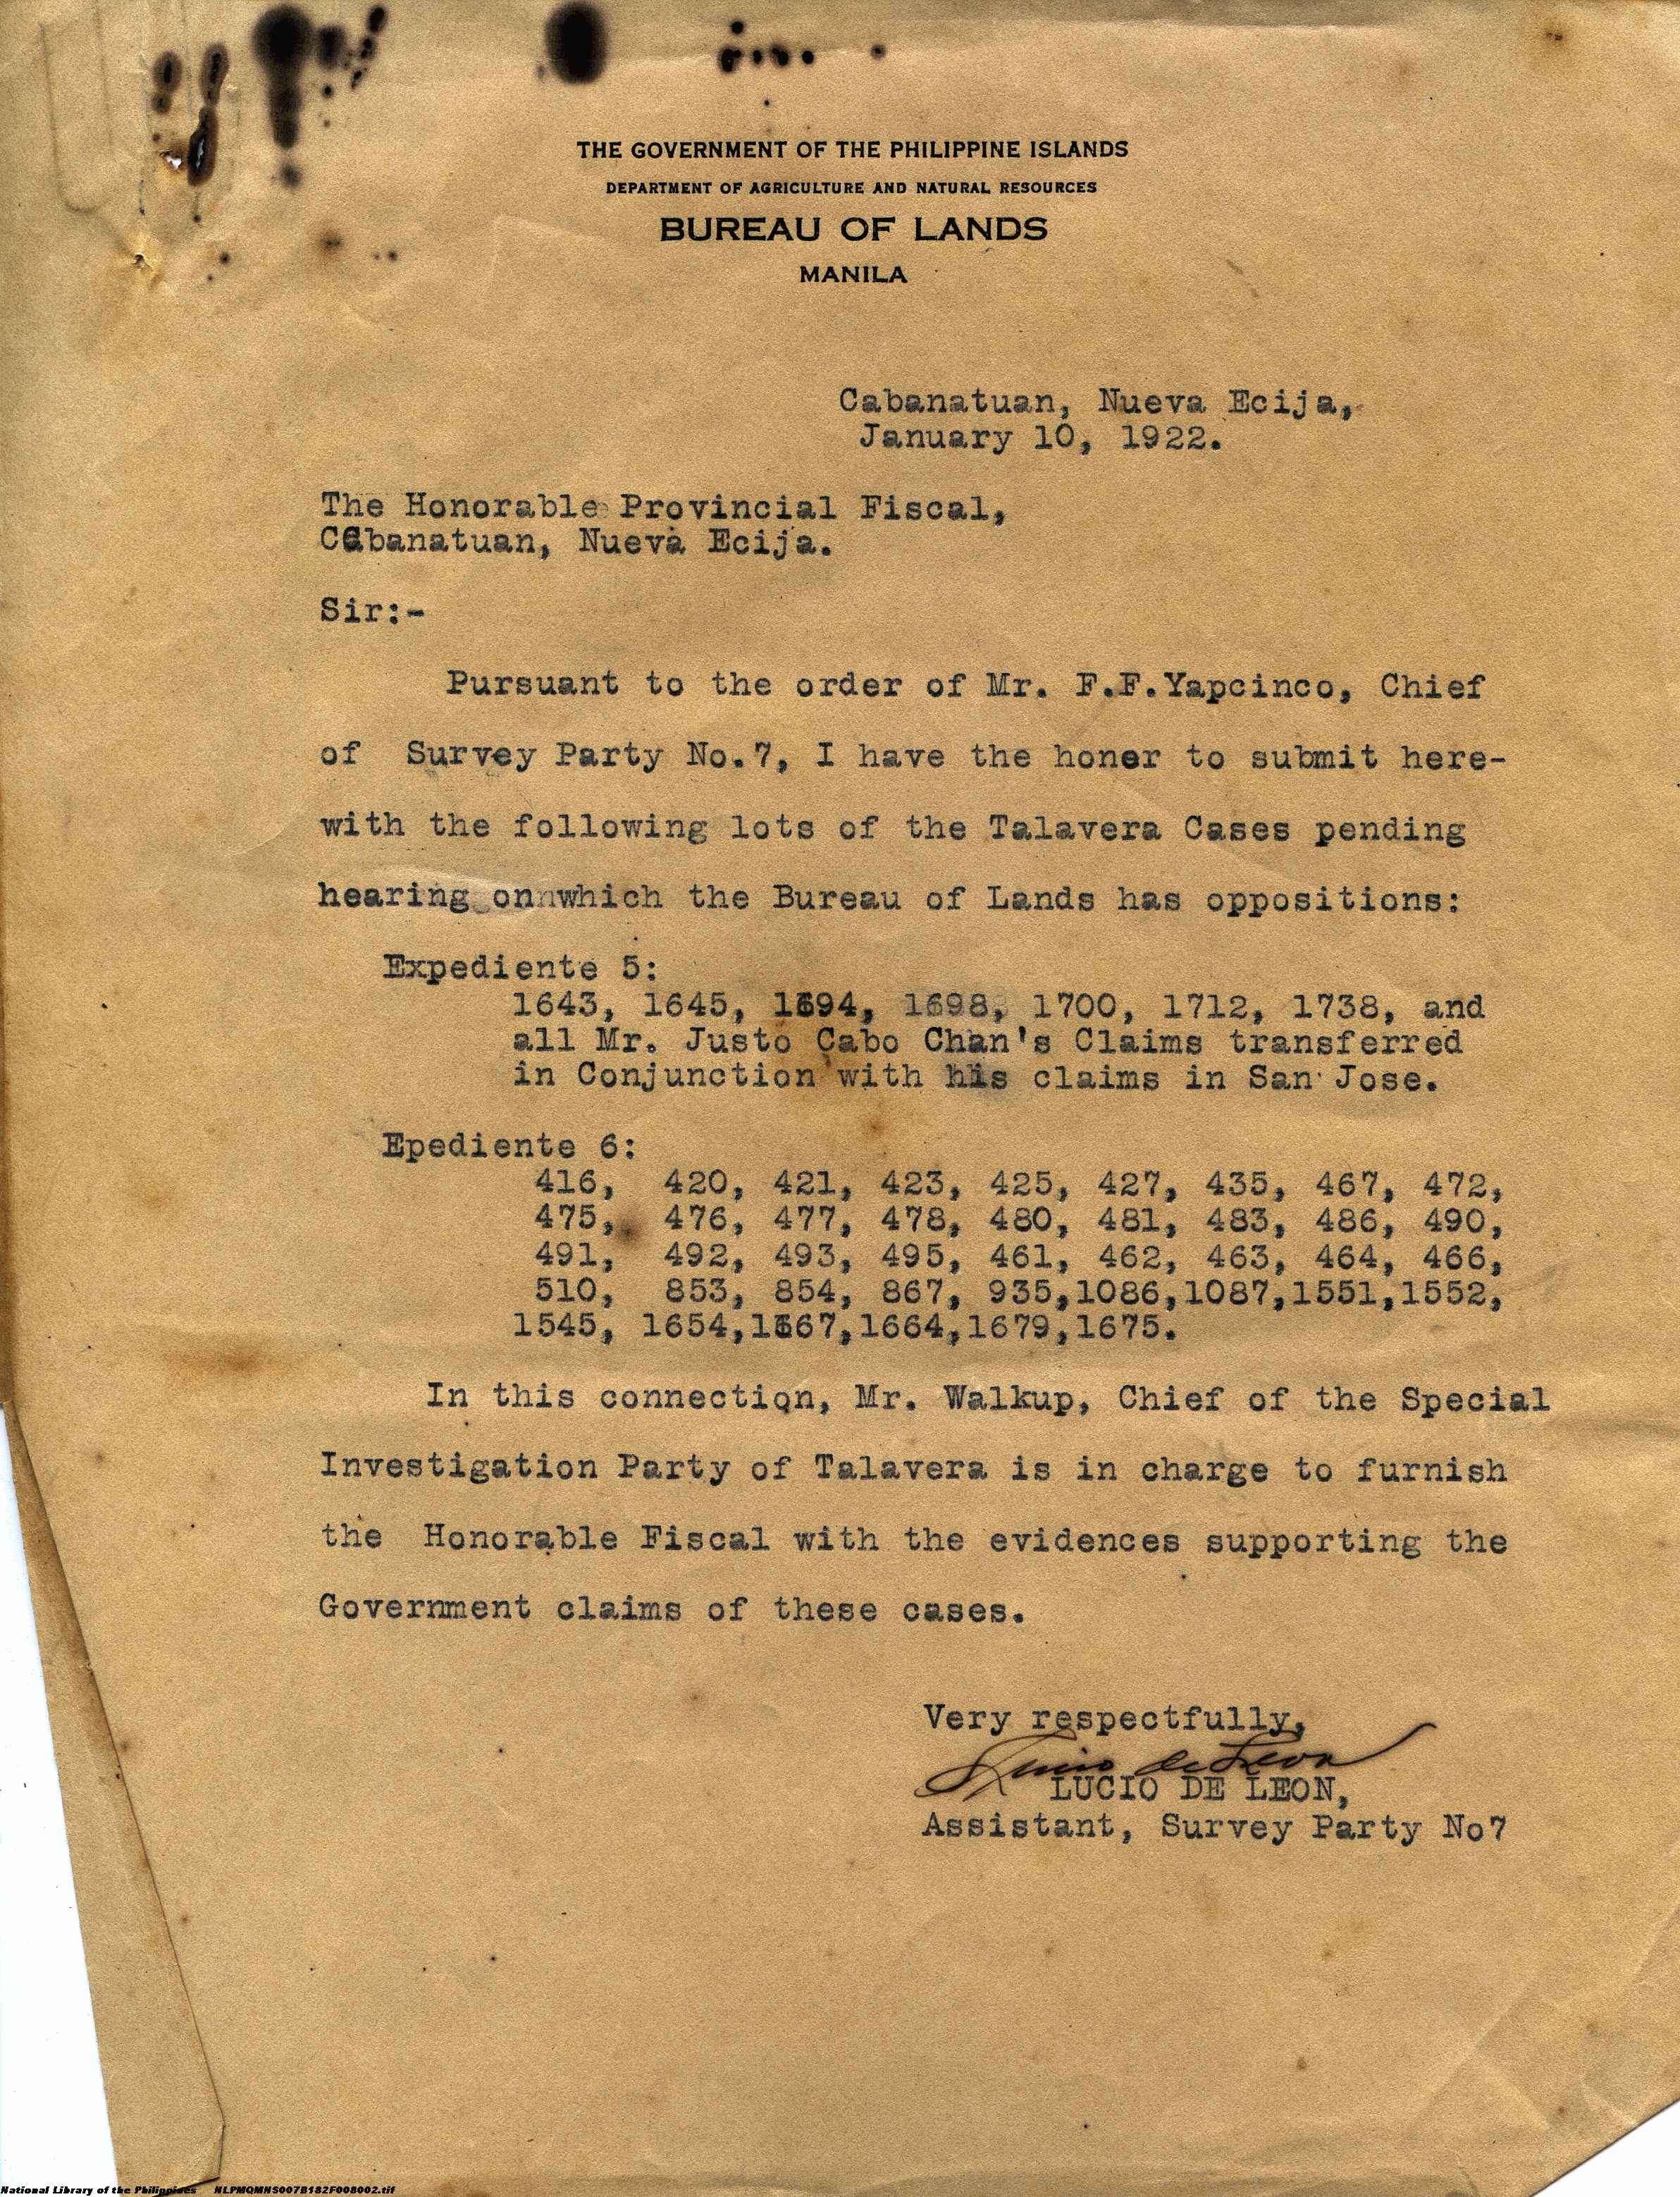 THE GOVERNMENT OF THE PHILIPPINE ISLANDS
DEPARTMENT OF AGRICULTURE AND NATURAL RESOURCES
BUREAU OF LANDS
MANILA
Cabanatuan, Nueva Ecija,
January 10, 1922.
The Honorable Provincial Fiscal,
Cabanatuan, Nueva Ecija.
Sir:-
Pursuant to the order of Mr. F.F.Yapcinco, Chief
of Survey Party No.7, I have the honer to submit here-
with the following lots of the Talavera Cases pending
hearing onnwhich the Bureau of Lands has oppositions:
Expediente 5:
1643, 1645, 1694, 1698, 1700, 1712, 1738, and
all Mr. Justo Cabo Chan's Claims transferred
in Conjunction with his claims in San Jose.
Epediente 6:
416, 420, 421, 423, 425, 427, 435, 467, 472,
475, 476, 477, 478, 480, 481, 483, 486, 490,
491, 492, 493, 495, 461, 462, 463, 464, 466,
510, 853, 854, 867, 935,1086,1087,1551,1552,
1545, 1654,1667,1664,1679,1675.
In this connection, Mr. Walkup, Chief of the Special
Investigation Party of Talavera is in charge to furnish
the Honorable Fiscal with the evidences supporting the
Government claims of these cases.
Very respectfully,
Lucio de Leon
LUCIO DE LEON,
Assistant, Survey Party No7
National Library of the Philippines NLPMQMNS007B182F008002.tif